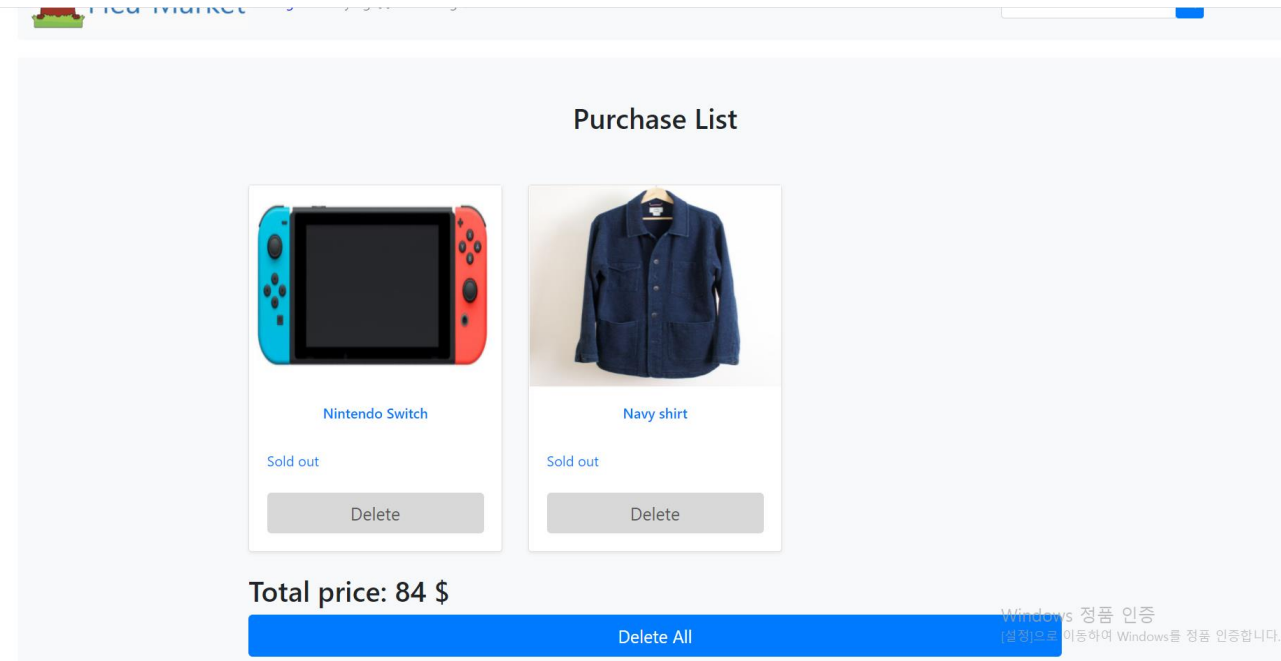 Flea Market
Purchase List
Nintendo Switch
Navy shirt
Sold out
Sold out
Delete
Delete
Total price: 84 $
Delete All
Windows 정품 인증
[설정]으로 이동하여 Windows를 정품 인증합니다.